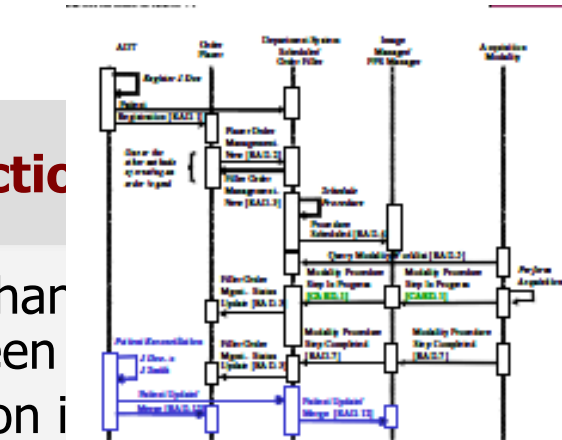 ADT
Order
Placer
Department System
Scheduler/
Order Filler
Image
Manager/
PPS Manager
Acquisition
Modality
Register J. Doe
Patient
Registration [RAD-1]
Placer Order
Management -
New [RAD-2]
Filler Order
Management -
New [RAD-3]
Schedule
Procedure
Procedure
Scheduled [RAD-4]
Query Modality Worklist [RAD-5]
Modality Procedure
Step In Progress
[CARD-1]
Modality Procedure
Step In Progress
[CARD-1]
Perform
Acquisition
Filler Order
Mgmt - Status
Update [RAD-3]
Modality Procedure
Step Completed
[RAD-7]
Modality Procedure
Step Completed
[RAD-7]
Filler Order
Mgmt - Status
Update [RAD-3]
Patient Reconciliation
J. Doe ->
J. Smith
Patient Update/
Merge [RAD-12]
Patient Update/
Merge [RAD-12]
ctio
han
een
on i